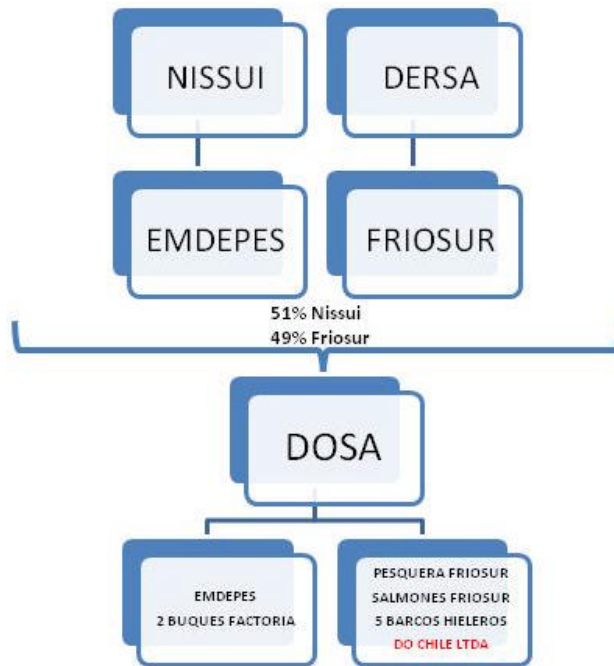 NISSUI
DERSA
EMDEPES
FRIOSUR
51% Nissui
49% Friosur
DOSA
EMDEPES
2 BUQUES FACTORIA
PESQUERA FRIOSUR
SALMONES FRIOSUR
5 BARCOS HIELEROS
DO CHILE LTDA